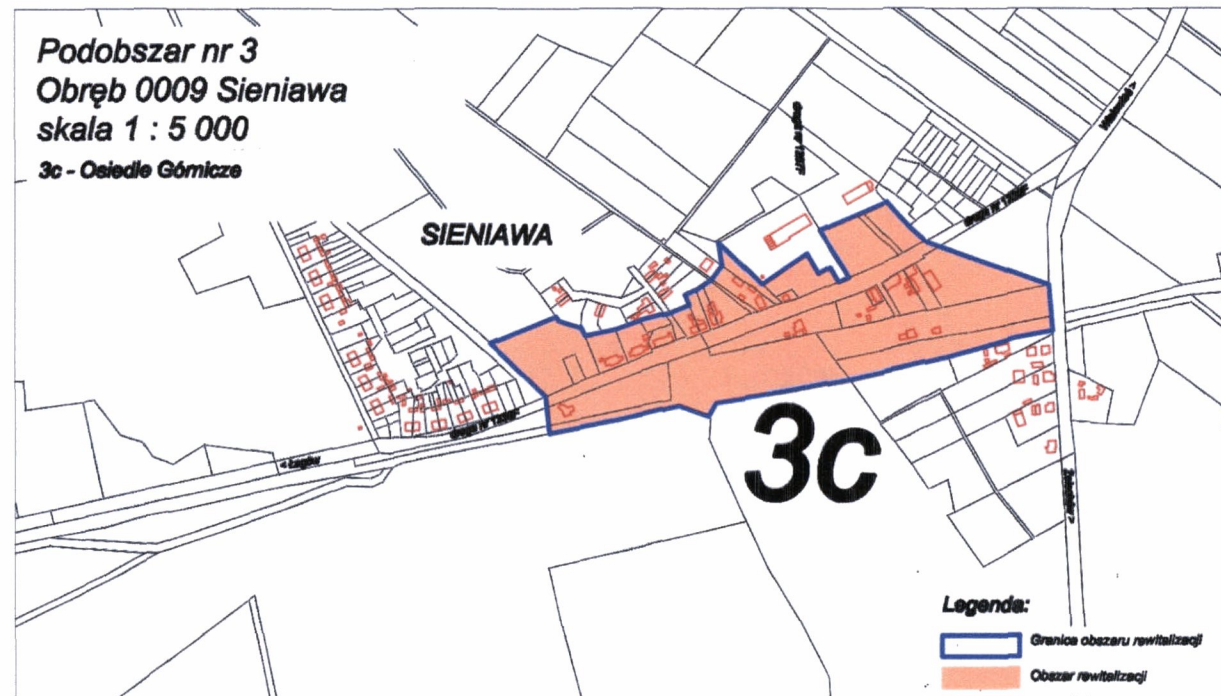 Podobszar nr 3
Obręb 0009 Sieniawa
skala 1 : 5 000
3c - Osiedle Górnicze
SIENIAWA
< Łagów
3c
Legenda:
Granica obszaru rewitalizacji
Obszar rewitalizacji